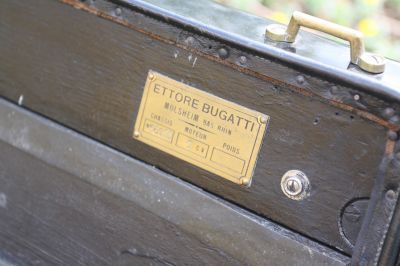 ETTORE BUGATTI
MOLSHEIM BAS RHIN
CHASSIS MOTEUR POIDS